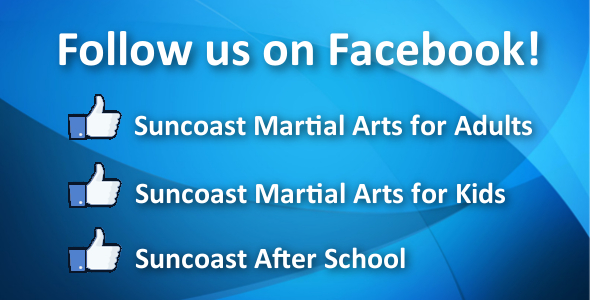 Follow us on Facebook!
Suncoast Martial Arts for Adults
Suncoast Martial Arts for Kids
Suncoast After School